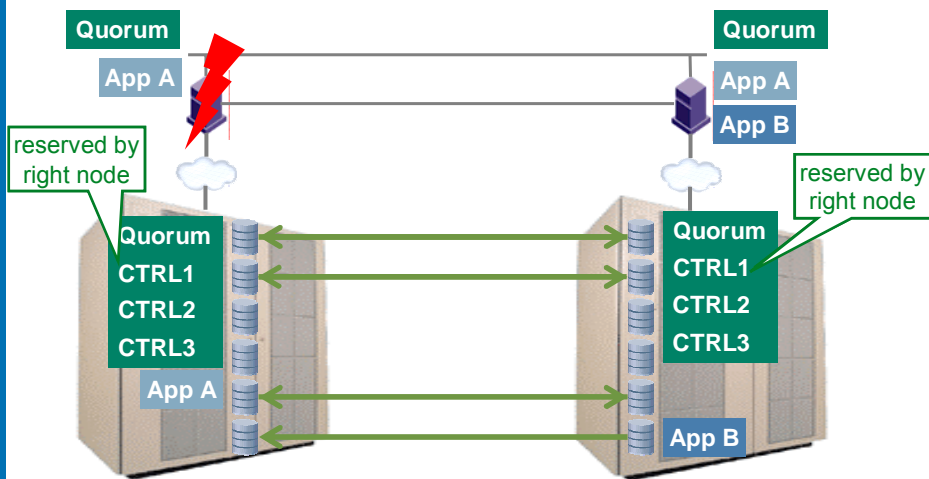 Quorum
Quorum
App A
App A
App B
reserved by
right node
reserved by
right node
Quorum
CTRL1
CTRL2
CTRL3
App A
Quorum
CTRL1
CTRL2
CTRL3
App B